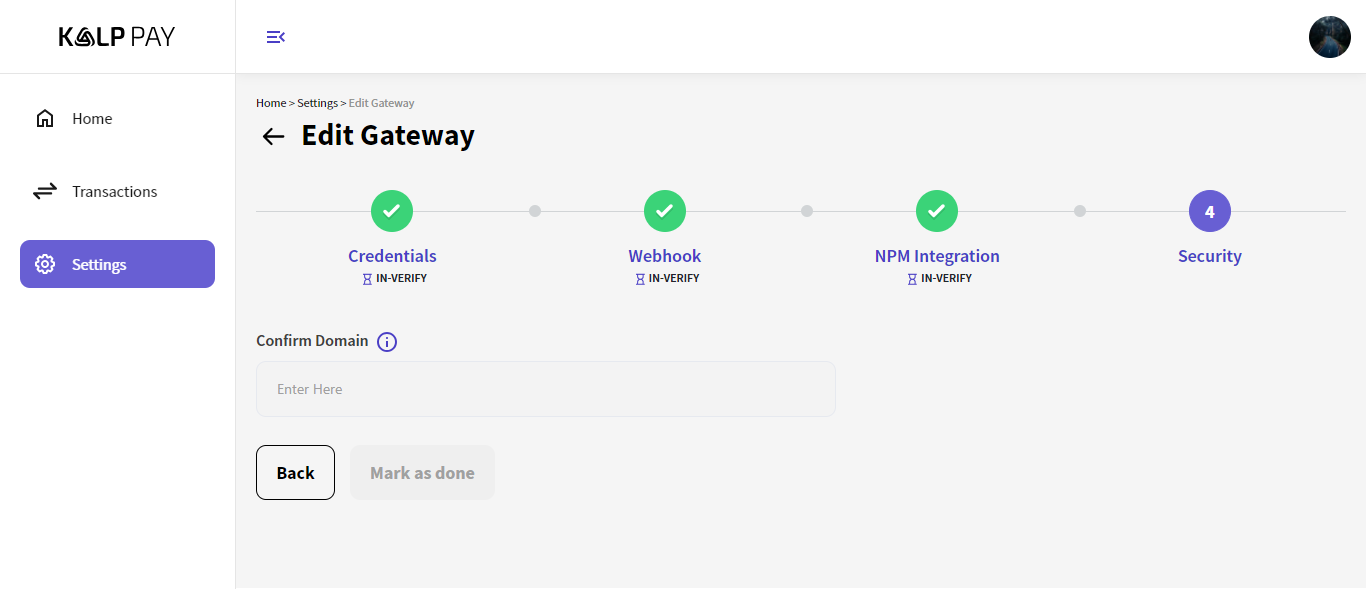 KALP PAY
Home
Transactions
Settings
Home > Settings > Edit Gateway
Edit Gateway
4
Credentials
Webhook
NPM Integration
Security
IN-VERIFY
IN-VERIFY
IN-VERIFY
Confirm Domain
Enter Here
Back
Mark as done